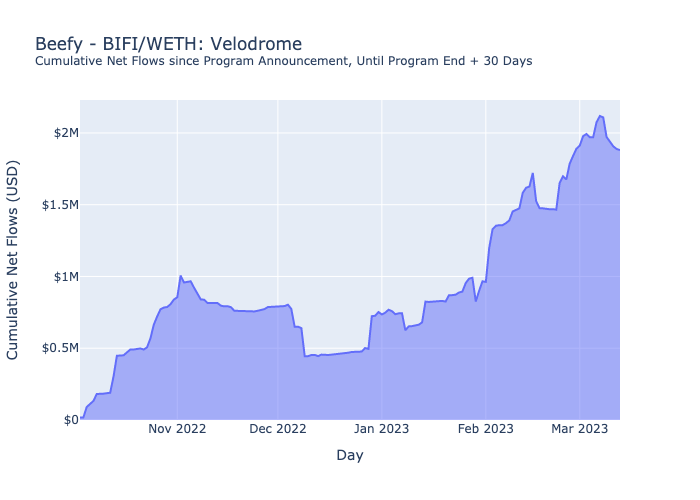 Beefy - BIFI/WETH: Velodrome
Cumulative Net Flows since Program Announcement, Until Program End + 30 Days
Cumulative Net Flows (USD)
$2M
$1.5M
$1M
$0.5M
$0
Nov 2022 Dec 2022 Jan 2023 Feb 2023 Mar 2023
Day